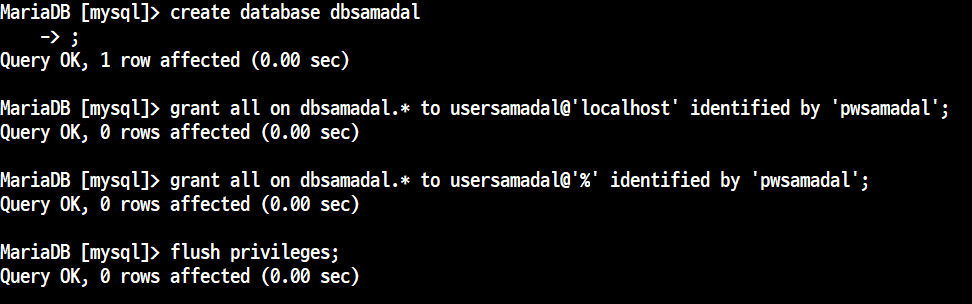 MariaDB [mysql]> create database dbsamadal
    -> ;
Query OK, 1 row affected (0.00 sec)

MariaDB [mysql]> grant all on dbsamadal.* to usersamadal@'localhost' identified by 'pwsamadal';
Query OK, 0 rows affected (0.00 sec)

MariaDB [mysql]> grant all on dbsamadal.* to usersamadal@'%' identified by 'pwsamadal';
Query OK, 0 rows affected (0.00 sec)

MariaDB [mysql]> flush privileges;
Query OK, 0 rows affected (0.00 sec)